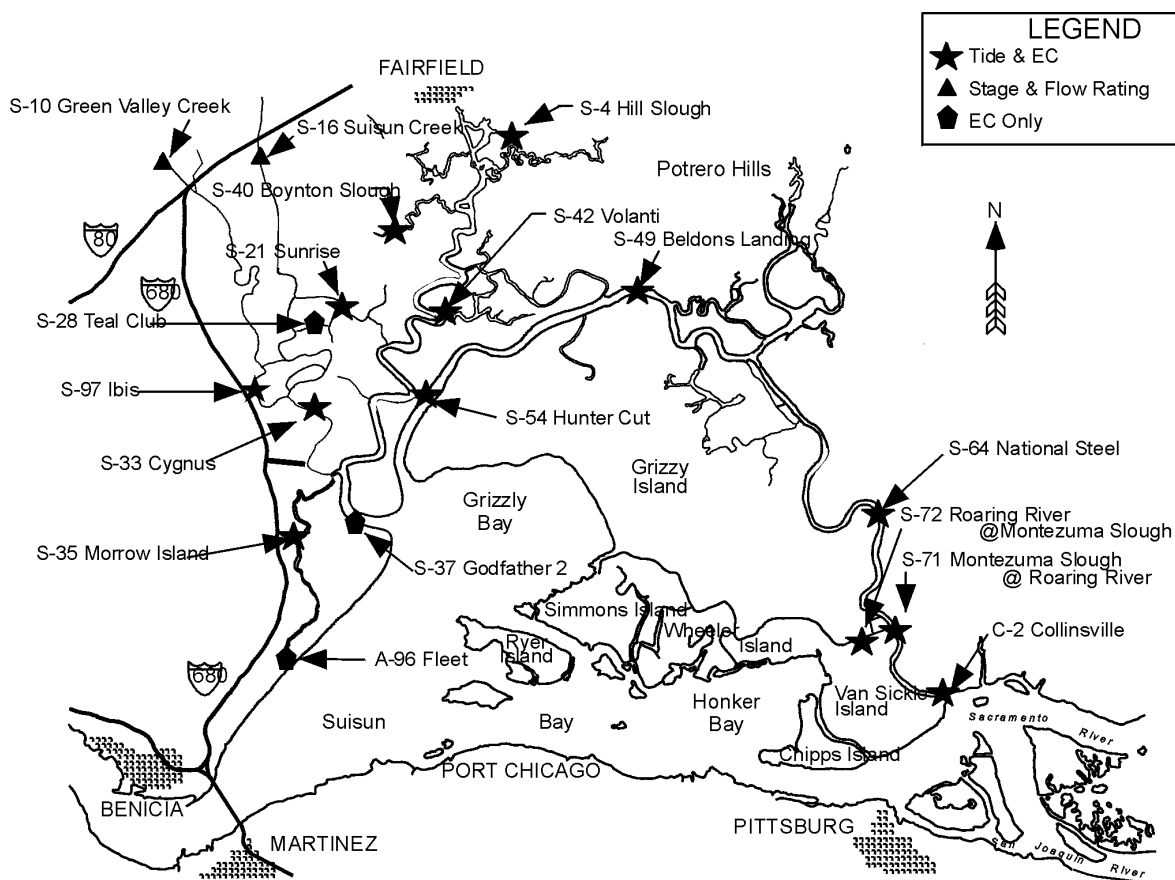 LEGEND
Tide & EC
Stage & Flow Rating
EC Only
FAIRFIELD
S-10 Green Valley Creek
S-4 Hill Slough
S-16 Suisun Creek
Potrero Hills
S-40 Boynton Slough
N
S-42 Volanti
80
S-49 Beldons Landing
S-21 Sunrise
680
S-28 Teal Club
S-97 Ibis
S-54 Hunter Cut
S-64 National Steel
S-33 Cygnus
Grizzy
Island
Grizzly
Bay
S-72 Roaring River
@Montezuma Slough
S-35 Morrow Island
S-71 Montezuma Slough
@ Roaring River
S-37 Godfather 2
Simmons Island
Wheeler
Island
C-2 Collinsville
Ryer
Island
A-96 Fleet
680
Van Sickle
Island
Honker
Bay
Suisun
Bay
Sacramento
River
Chipps Island
PORT CHICAGO
BENICIA
PITTSBURG
MARTINEZ
San Joaquin
River